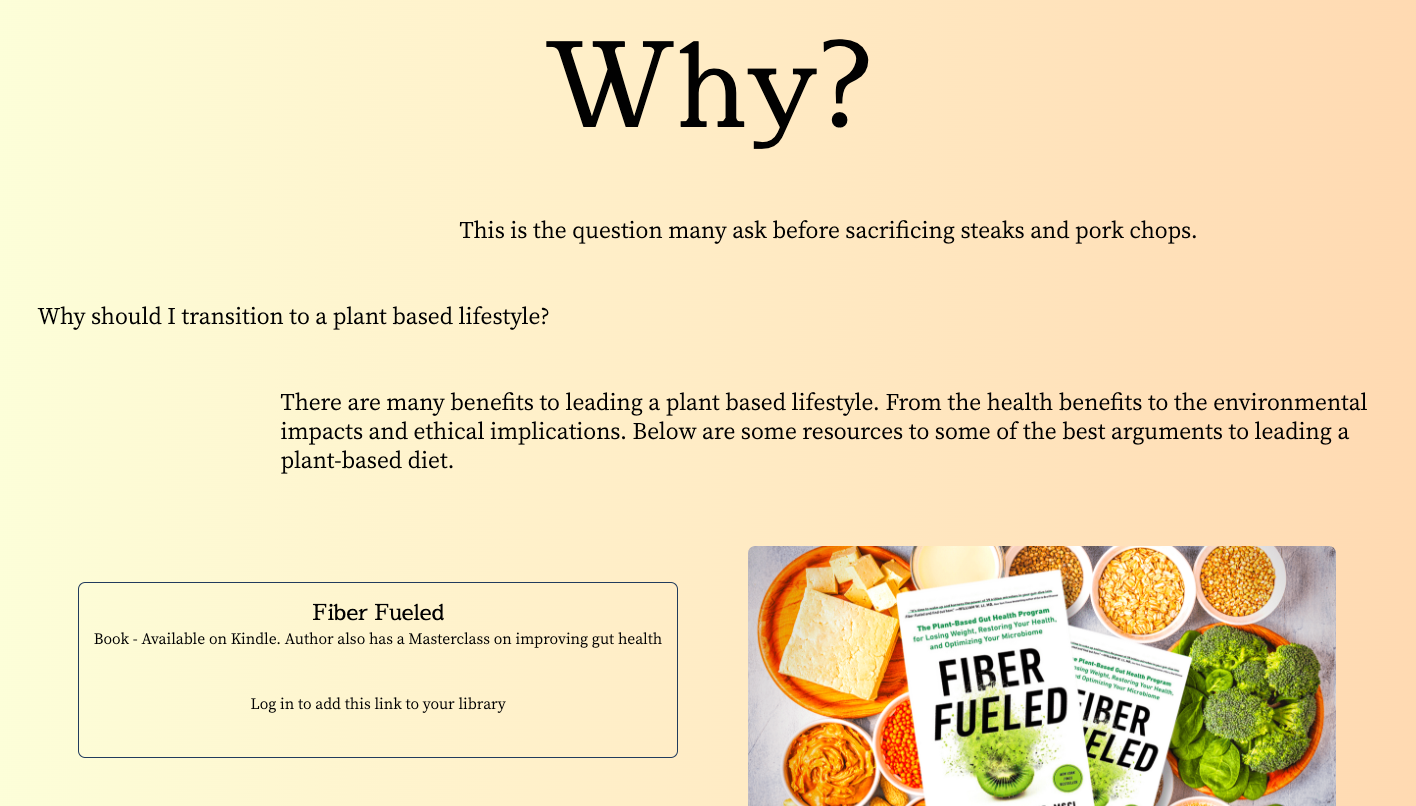 Why?
This is the question many ask before sacrificing steaks and pork chops.
Why should I transition to a plant based lifestyle?
There are many benefits to leading a plant based lifestyle. From the health benefits to the environmental
impacts and ethical implications. Below are some resources to some of the best arguments to leading a
plant-based diet.
Fiber Fueled
Book - Available on Kindle. Author also has a Masterclass on improving gut health
Log in to add this link to your library
The Plant-Based Gut Health Program
for Losing Weight, Restoring Your Health,
and Optimizing Your Microbiome
FIBER
FUELED
Plant-Based Gut Health Program
Weight, Restoring Your Health,
Optimizing Your Microbiome
FIBER